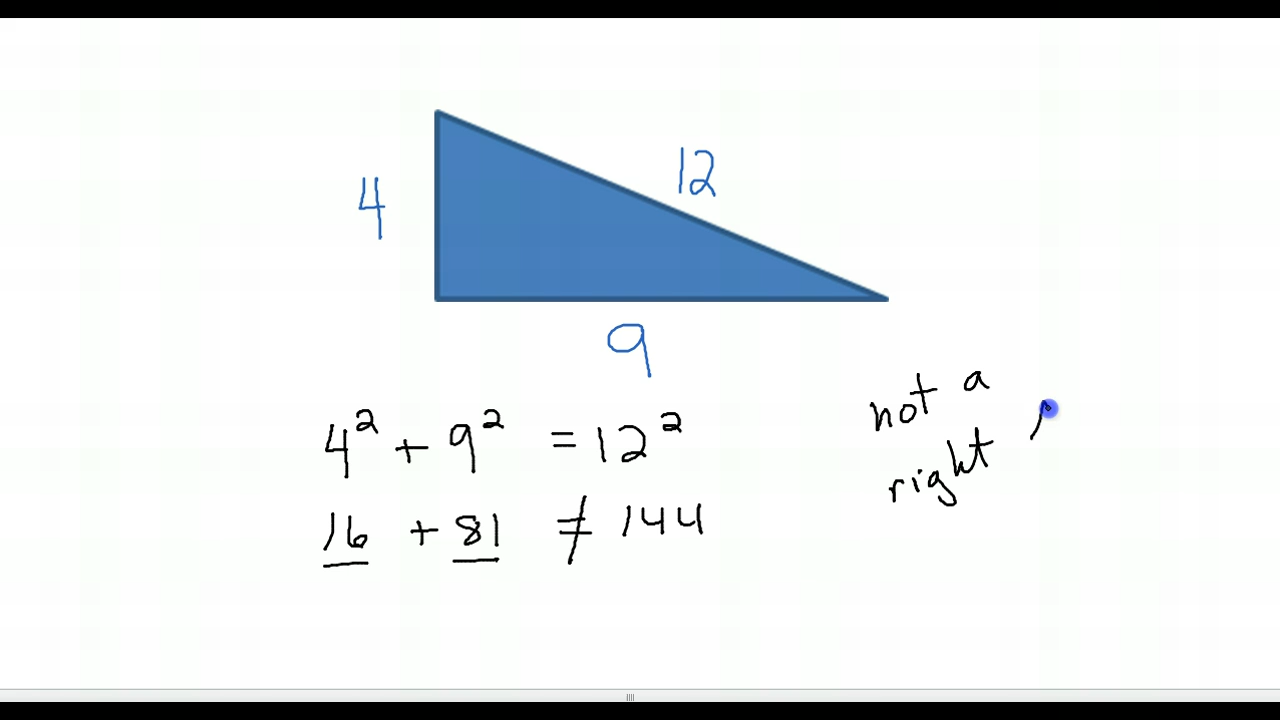 4
12
9
4² + 9² = 12²
16 + 81 ≠ 144
not a
right